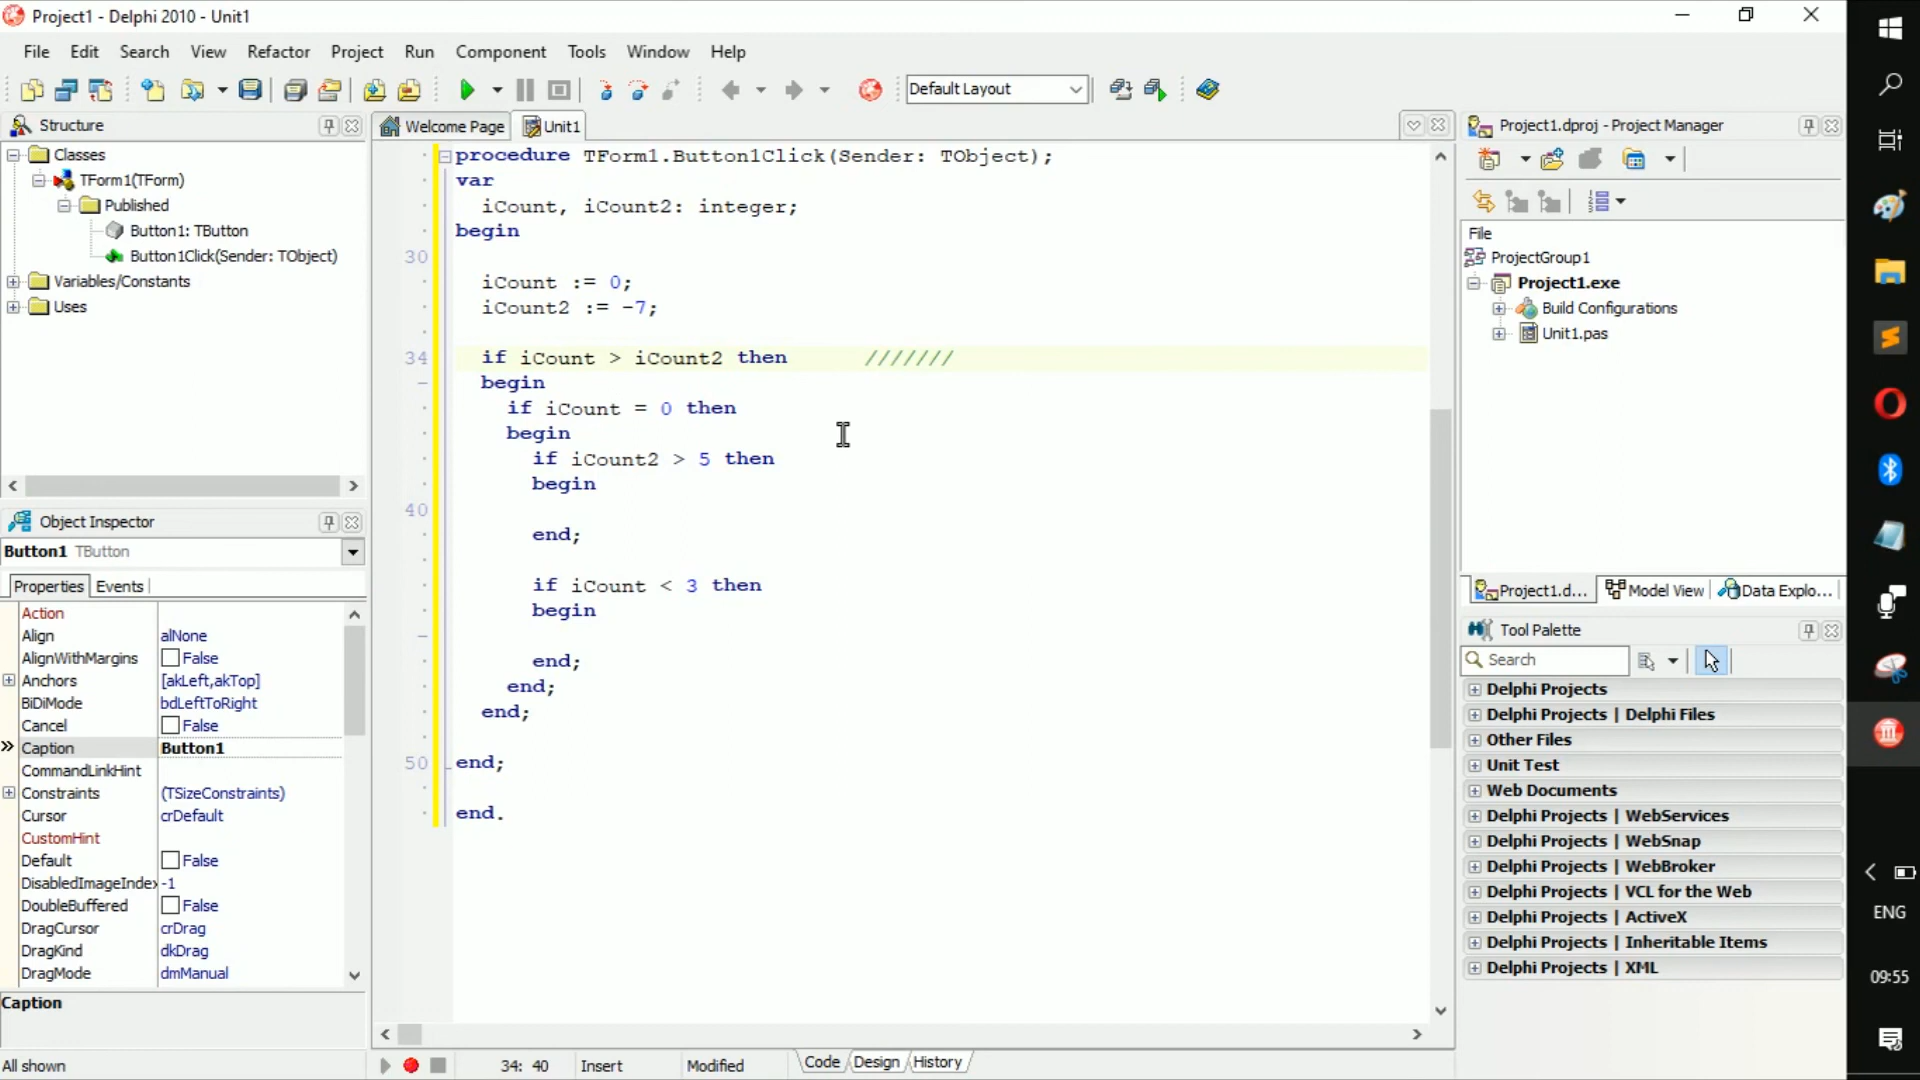 Project1 - Delphi 2010 - Unit1
File Edit Search View Refactor Project Run Component Tools Window Help
Default Layout
Structure
Classes
TForm1(TForm)
Published
Button1: TButton
Button1Click(Sender: TObject)
Variables/Constants
Uses
Object Inspector
Button1 TButton
Properties Events
Action
Align alNone
AlignWithMargins False
Anchors [akLeft,akTop]
BiDiMode bdLeftToRight
Cancel False
Caption Button1
CommandLinkHint
Constraints (TSizeConstraints)
Cursor crDefault
CustomHint
Default False
DisabledImageIndex -1
DoubleBuffered False
DragCursor crDrag
DragKind dkDrag
DragMode dmManual
Caption
All shown
Welcome Page Unit1
procedure TForm1.Button1Click(Sender: TObject);
var
iCount, iCount2: integer;
begin
30
iCount := 0;
iCount2 := -7;
34 if iCount > iCount2 then ///////
begin
if iCount = 0 then
begin
if iCount2 > 5 then
begin
40
end;
if iCount < 3 then
begin
end;
end;
end;
50 end;
end.
34: 40 Insert Modified Code Design History
Project1.dproj - Project Manager
File
ProjectGroup1
Project1.exe
Build Configurations
Unit1.pas
Project1.d... Model View Data Explo...
Tool Palette
Search
Delphi Projects
Delphi Projects | Delphi Files
Other Files
Unit Test
Web Documents
Delphi Projects | WebServices
Delphi Projects | WebSnap
Delphi Projects | WebBroker
Delphi Projects | VCL for the Web
Delphi Projects | ActiveX
Delphi Projects | Inheritable Items
Delphi Projects | XML
ENG
09:55